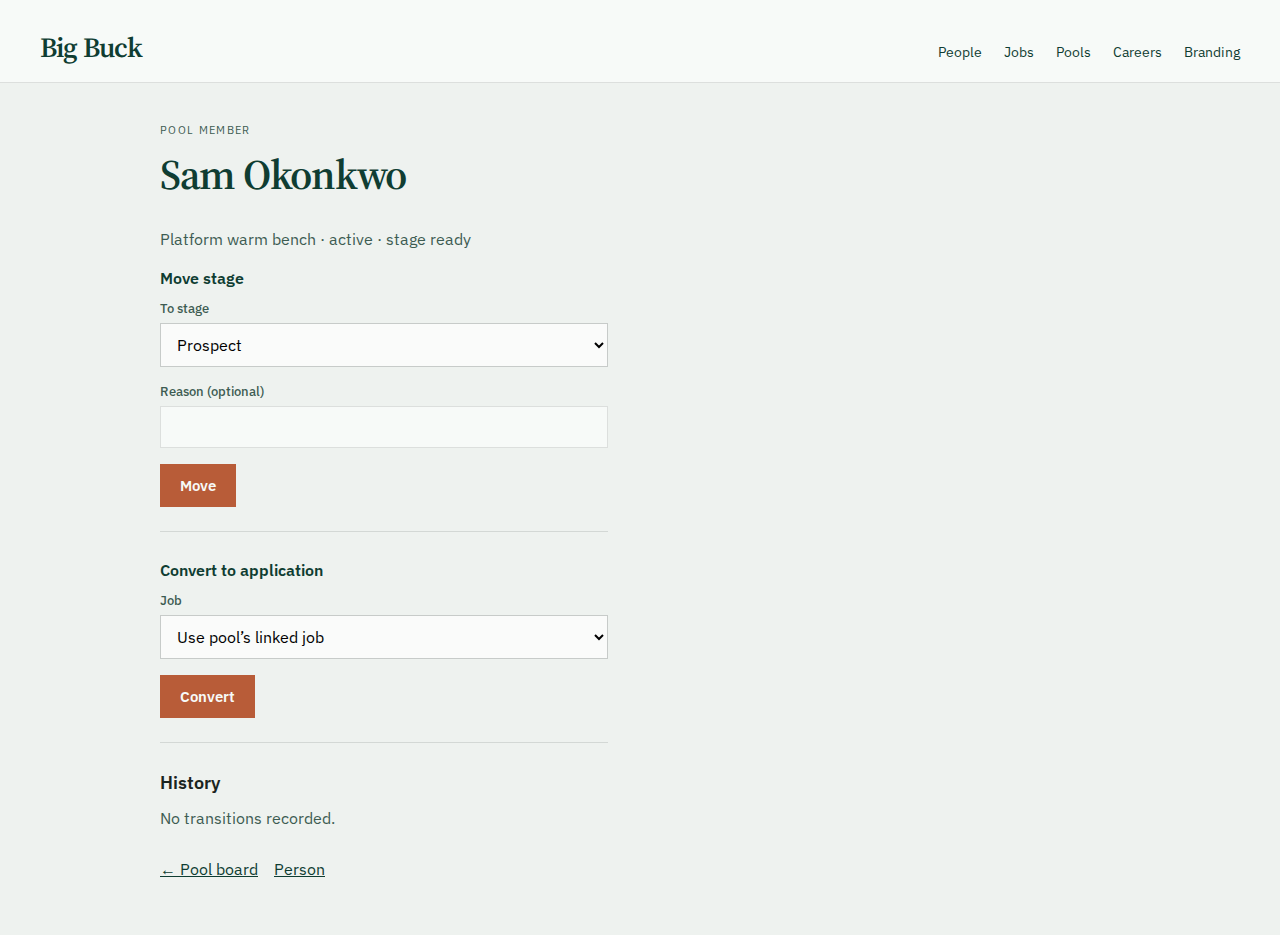 Big Buck
People Jobs Pools Careers Branding
POOL MEMBER
Sam Okonkwo
Platform warm bench · active · stage ready
Move stage
To stage
Prospect
Reason (optional)
Move
Convert to application
Job
Use pool’s linked job
Convert
History
No transitions recorded.
← Pool board Person